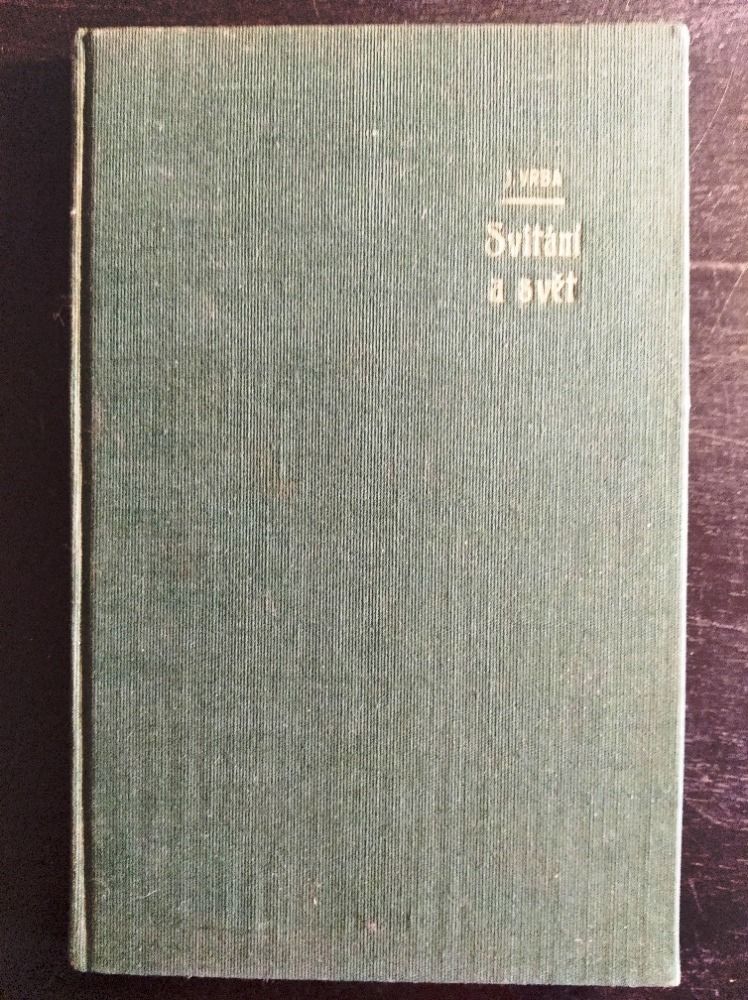 J. VRBA
Svítání
a svět